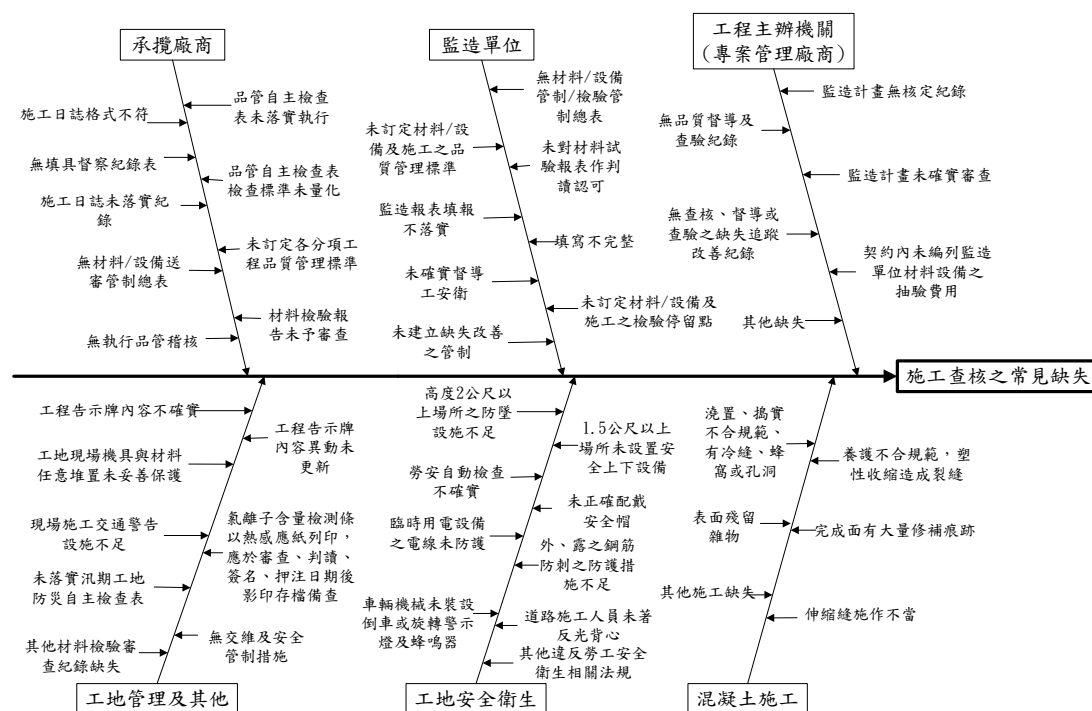 承攬廠商
品管自主檢查
表未落實執行
施工日誌格式不符
無填具督察紀錄表
品管自主檢查表
檢查標準未量化
施工日誌未落實紀
錄
未訂定各分項工
程品質管理標準
無材料/設備送
審管制總表
材料檢驗報
告未予審查
無執行品管稽核
監造單位
無材料/設備
管制/檢驗管
制總表
未訂定材料/設
備及施工之品
質管理標準
未對材料試
驗報表作判
讀認可
監造報表填報
不落實
填寫不完整
未確實督導
工安衛
未訂定材料/設備及
施工之檢驗停留點
未建立缺失改善
之管制
工程主辦機關
(專案管理廠商)
監造計畫無核定紀錄
無品質督導及
查驗紀錄
監造計畫未確實審查
無查核、督導或
查驗之缺失追蹤
改善紀錄
契約內未編列監造
單位材料設備之
抽驗費用
其他缺失
施工查核之常見缺失
工程告示牌內容不確實
工程告示牌
內容異動未
更新
工地現場機具與材料
任意堆置未妥善保護
氯離子含量檢測條
以熱感應紙列印，
應於審查、判讀、
簽名、押注日期後
影印存檔備查
現場施工交通警告
設施不足
未落實汛期工地
防災自主檢查表
無交維及安全
管制措施
其他材料檢驗審
查紀錄缺失
工地管理及其他
高度2公尺以
上場所之防墜
設施不足
1.5公尺以上
場所未設置安
全上下設備
勞安自動檢查
不確實
未正確配戴
安全帽
臨時用電設備
之電線未防護
外、露之鋼筋
防刺之防護措
施不足
車輛機械未裝設
倒車或旋轉警示
燈及蜂鳴器
道路施工人員未著
反光背心
其他違反勞工安全
衛生相關法規
工地安全衛生
澆置、搗實
不合規範、
有冷縫、蜂
窩或孔洞
養護不合規範，塑
性收縮造成裂縫
表面殘留
雜物
完成面有大量修補痕跡
其他施工缺失
伸縮縫施作不當
混凝土施工